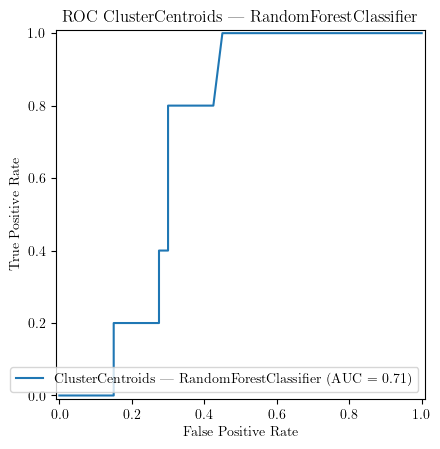 ROC ClusterCentroids — RandomForestClassifier
True Positive Rate
1.0
0.8
0.6
0.4
0.2
0.0
ClusterCentroids — RandomForestClassifier (AUC = 0.71)
0.0 0.2 0.4 0.6 0.8 1.0
False Positive Rate